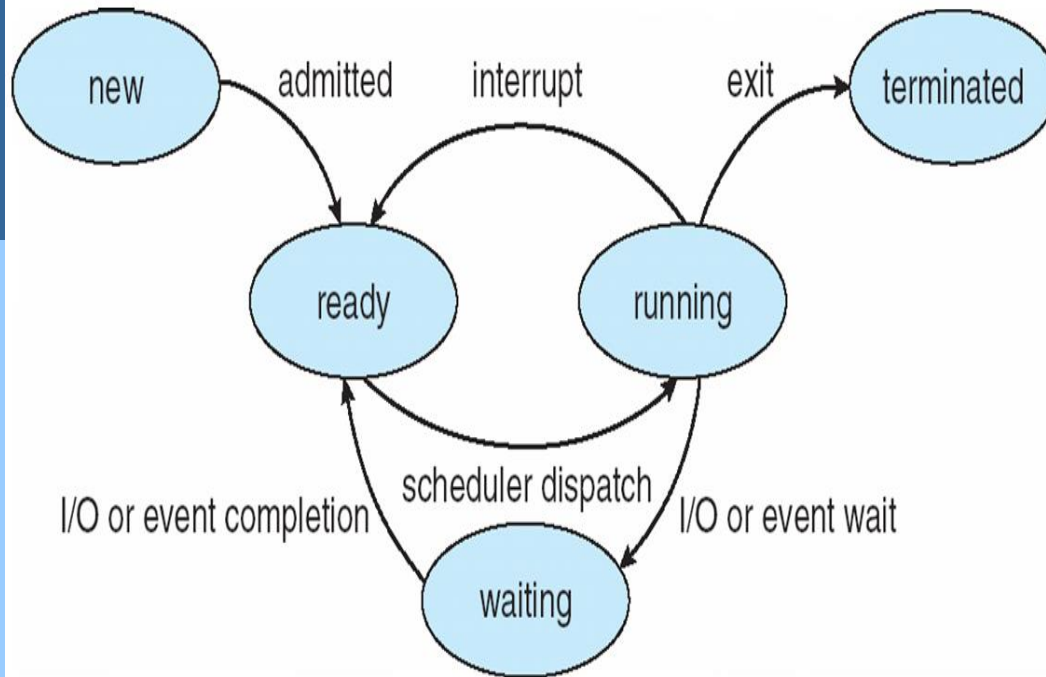 new
admitted
interrupt
exit
terminated
ready
running
scheduler dispatch
I/O or event completion
I/O or event wait
waiting